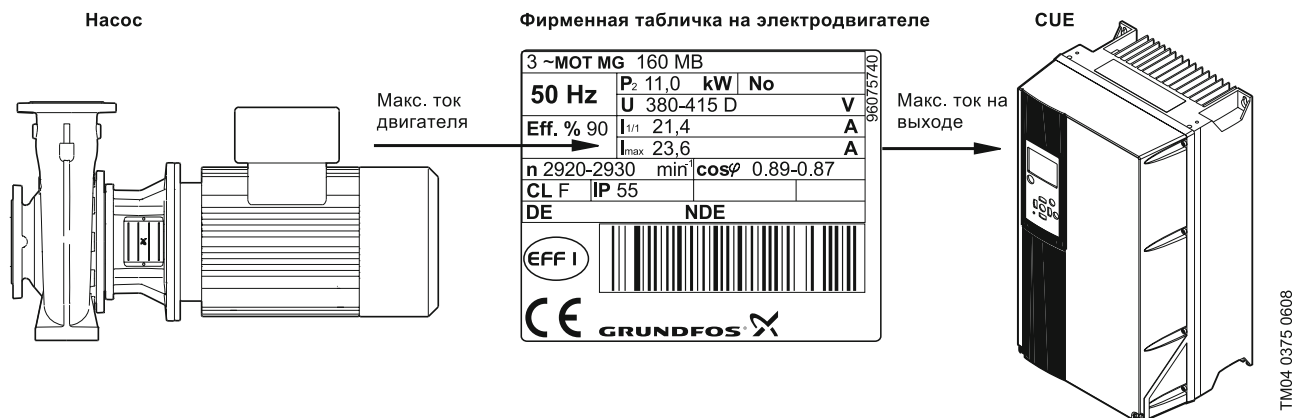 Насос
Фирменная табличка на электродвигателе
CUE
Макс. ток
двигателя
3 ~MOT MG 160 MB
50 Hz
P2 11,0 kW No
U 380-415 D V
Eff. % 90
I1/1 21,4 A
Imax 23,6 A
n 2920-2930 min-1 cosφ 0.89-0.87
CL F IP 55
DE NDE
EFF 1
CE GRUNDFOS
96075740
Макс. ток на
выходе
TM04 0375 0608